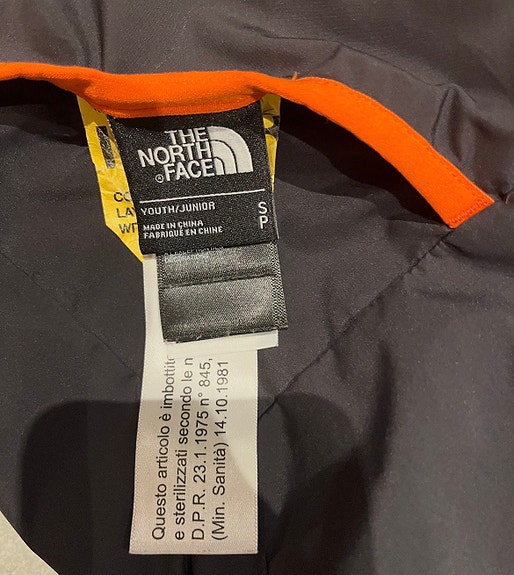 THE
NORTH
FACE
®
YOUTH/JUNIOR
S
P
MADE IN CHINA
FABRIQUÉ EN CHINE
WIT
Questo articolo è imbottit
e sterilizzati secondo le n
D.P.R. 23.1.1975 n° 845,
(Min. Sanità) 14.10.1981